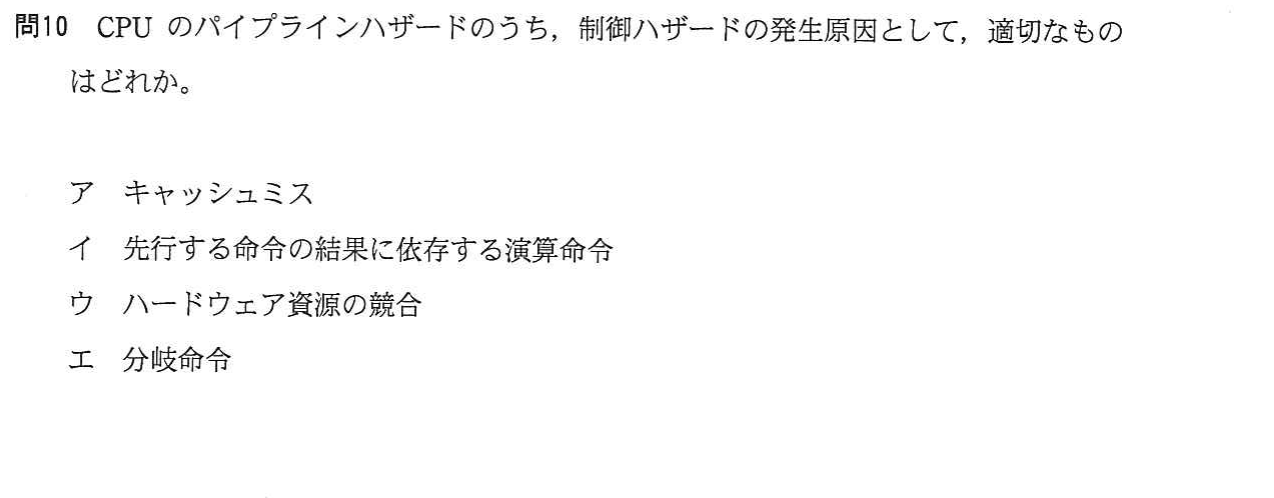 問10　CPU のパイプラインハザードのうち，制御ハザードの発生原因として，適切なもの
はどれか。
ア　キャッシュミス
イ　先行する命令の結果に依存する演算命令
ウ　ハードウェア資源の競合
エ　分岐命令